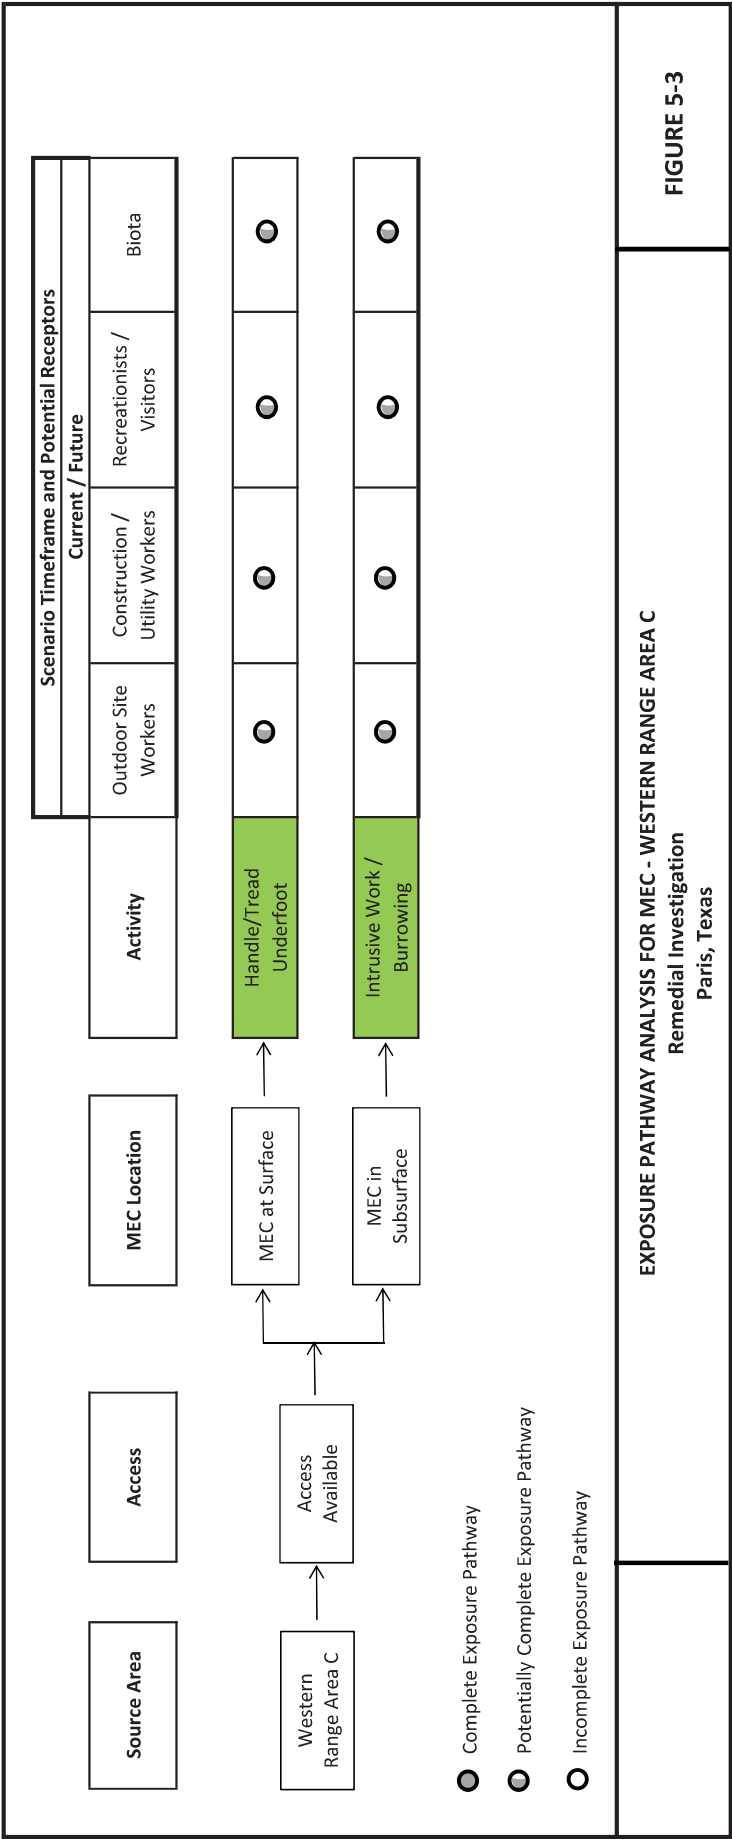 Scenario Timeframe and Potential Receptors
Current / Future
Source Area
Access
MEC Location
Activity
Outdoor Site
Workers
Construction /
Utility Workers
Recreationists /
Visitors
Biota
Western
Range Area C
Access
Available
MEC at Surface
Handle/Tread
Underfoot
MEC in
Subsurface
Intrusive Work /
Burrowing
Complete Exposure Pathway
Potentially Complete Exposure Pathway
Incomplete Exposure Pathway
EXPOSURE PATHWAY ANALYSIS FOR MEC - WESTERN RANGE AREA C
Remedial Investigation
Paris, Texas
FIGURE 5-3